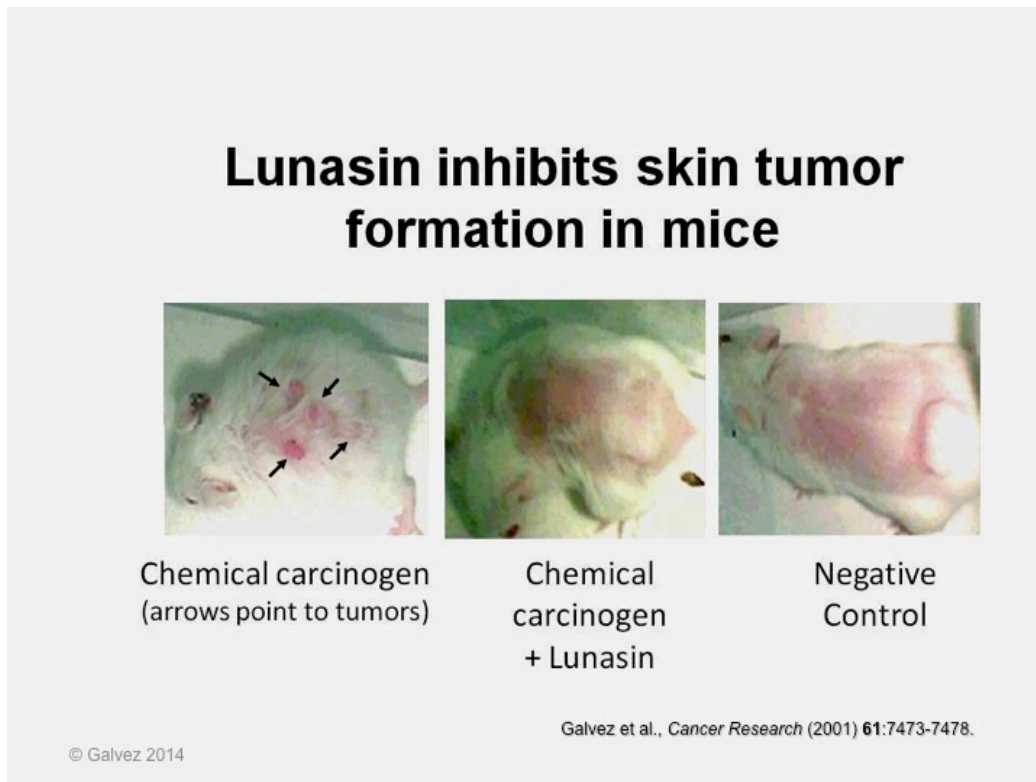 Lunasin inhibits skin tumor
formation in mice
Chemical carcinogen
(arrows point to tumors)
Chemical
carcinogen
+ Lunasin
Negative
Control
Galvez et al., Cancer Research (2001) 61:7473-7478.
© Galvez 2014